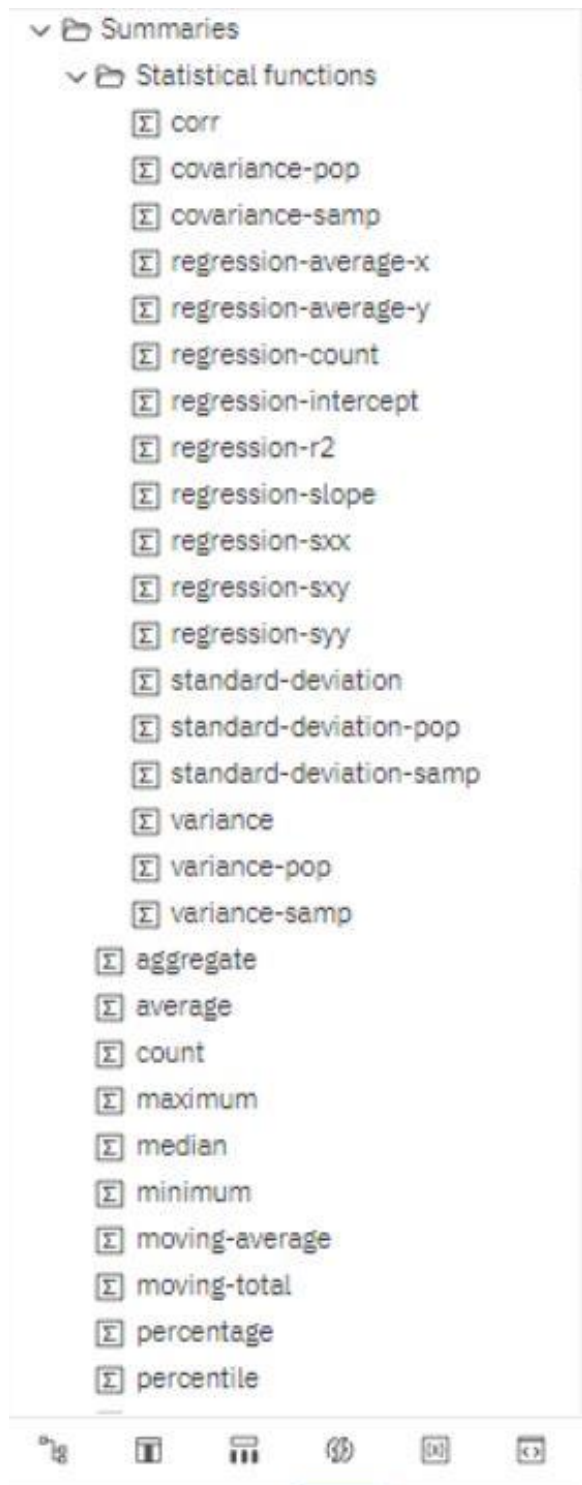 Summaries
Statistical functions
corr
covariance-pop
covariance-samp
regression-average-x
regression-average-y
regression-count
regression-intercept
regression-r2
regression-slope
regression-sxx
regression-sxy
regression-syy
standard-deviation
standard-deviation-pop
standard-deviation-samp
variance
variance-pop
variance-samp
aggregate
average
count
maximum
median
minimum
moving-average
moving-total
percentage
percentile